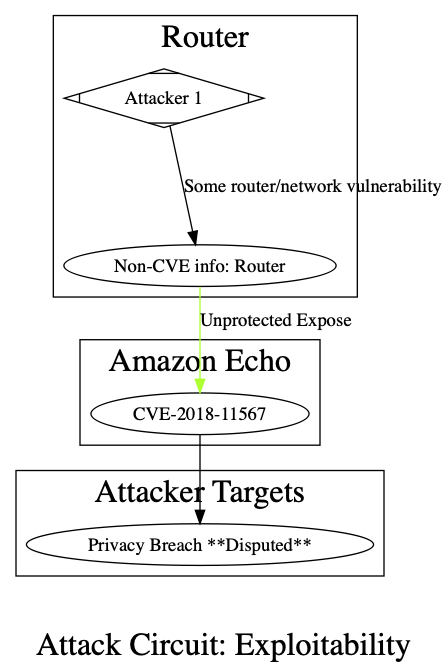 Router
Attacker 1
Some router/network vulnerability
Non-CVE info: Router
Unprotected Expose
Amazon Echo
CVE-2018-11567
Attacker Targets
Privacy Breach **Disputed**
Attack Circuit: Exploitability